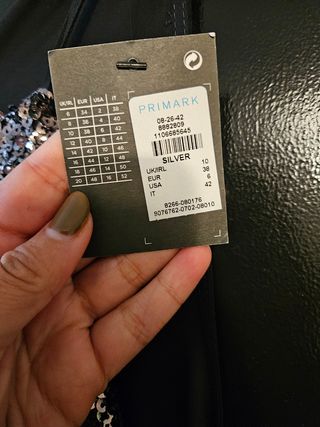 UK/IRL EUR USA IT
6 34 2 38
8 36 4 40
10 38 6 42
12 40 8 44
14 42 10 46
16 44 12 48
18 46 14 50
20 48 16 52
PRIMARK
08-26-42
8882809
1106685645
SILVER
UK/IRL 10
EUR 38
USA 6
IT 42
8266-080176
9076762-0702-08010